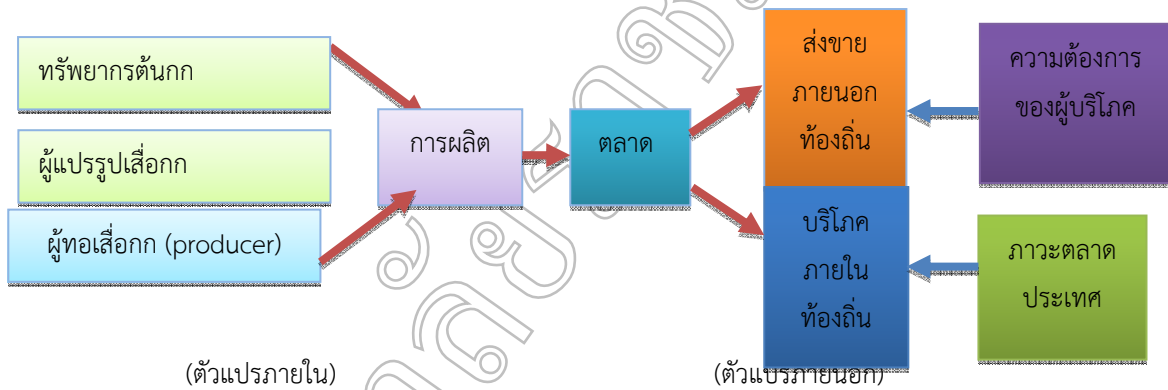 ทรัพยากรต้นกก
ผู้แปรรูปเสื่อกก
ผู้ทอเสื่อกก (producer)
การผลิต
ตลาด
ส่งขาย
ภายนอก
ท้องถิ่น
บริโภค
ภายใน
ท้องถิ่น
ความต้องการ
ของผู้บริโภค
ภาวะตลาด
ประเทศ
(ตัวแปรภายใน)
(ตัวแปรภายนอก)